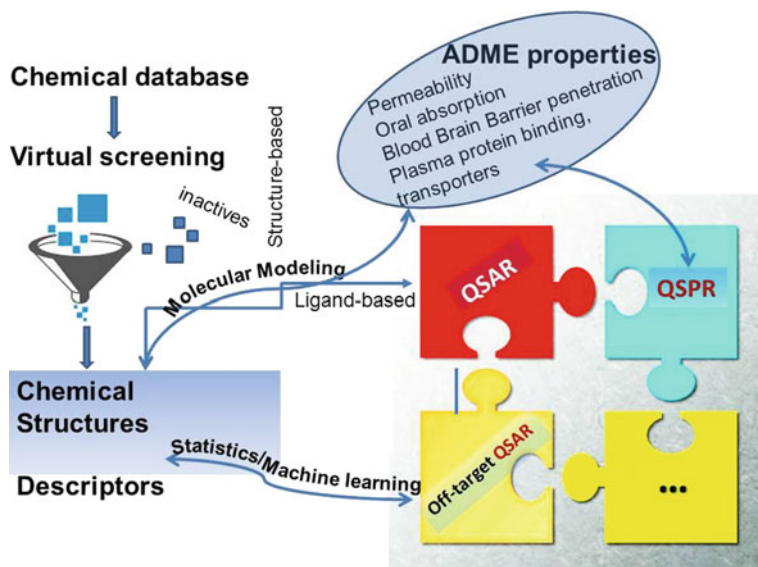 ADME properties
Permeability
Oral absorption
Blood Brain Barrier penetration
Plasma protein binding,
transporters
Chemical database
Virtual screening
inactives
Structure-based
Molecular Modeling
Ligand-based
QSAR
QSPR
Chemical
Structures
Statistics/Machine learning
Descriptors
Off-target QSAR
...